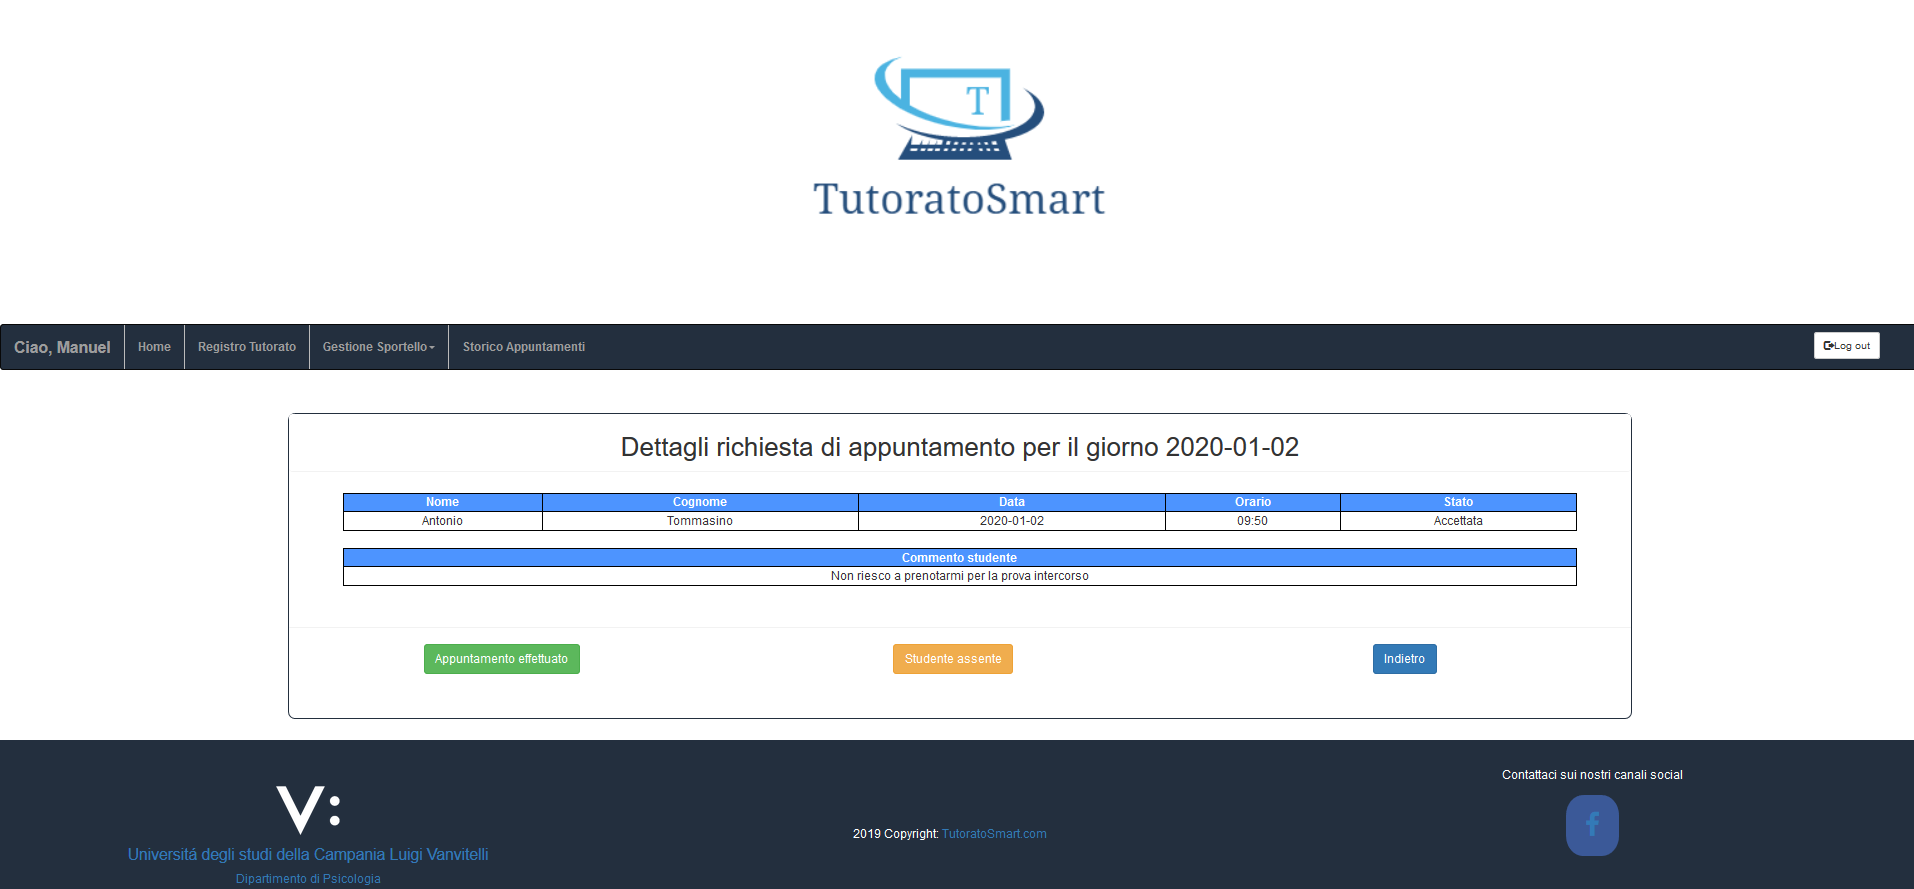 T
TutoratoSmart
Ciao, Manuel Home Registro Tutorato Gestione Sportello Storico Appuntamenti Log out
Dettagli richiesta di appuntamento per il giorno 2020-01-02
Nome Cognome Data Orario Stato
Antonio Tommasino 2020-01-02 09:50 Accettata
Commento studente
Non riesco a prenotarmi per la prova intercorso
Appuntamento effettuato Studente assente Indietro
Contattaci sui nostri canali social
V:
2019 Copyright: TutoratoSmart.com
Universitá degli studi della Campania Luigi Vanvitelli
Dipartimento di Psicologia